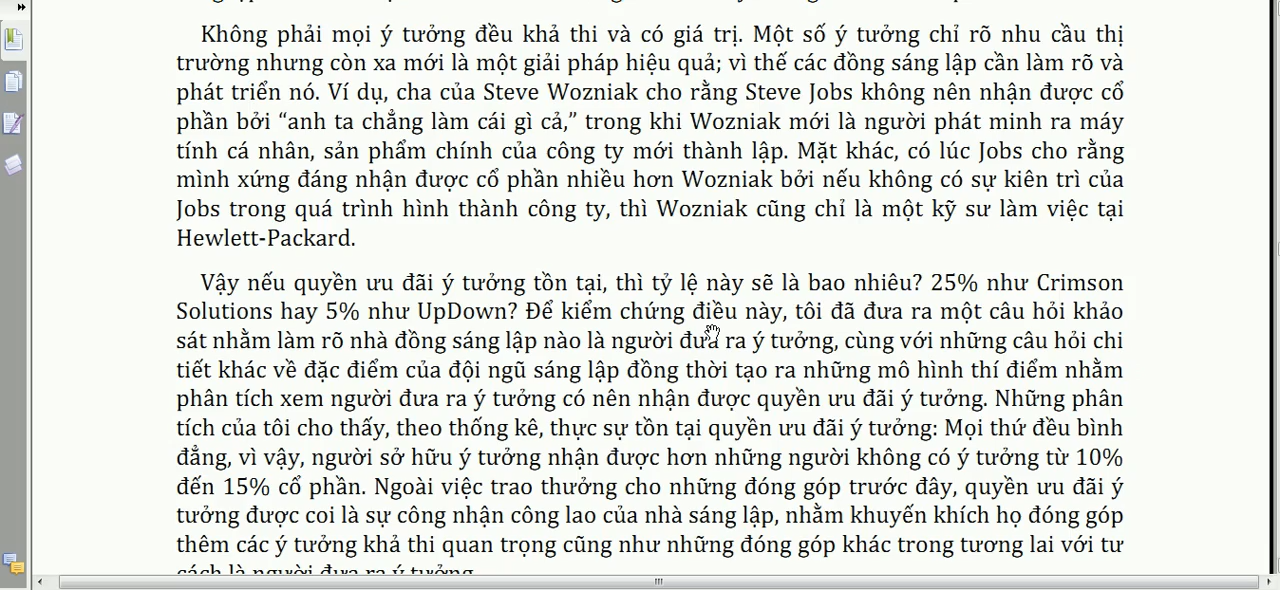 Không phải mọi ý tưởng đều khả thi và có giá trị. Một số ý tưởng chỉ rõ nhu cầu thị
trường nhưng còn xa mới là một giải pháp hiệu quả; vì thế các đồng sáng lập cần làm rõ và
phát triển nó. Ví dụ, cha của Steve Wozniak cho rằng Steve Jobs không nên nhận được cổ
phần bởi “anh ta chẳng làm cái gì cả,” trong khi Wozniak mới là người phát minh ra máy
tính cá nhân, sản phẩm chính của công ty mới thành lập. Mặt khác, có lúc Jobs cho rằng
mình xứng đáng nhận được cổ phần nhiều hơn Wozniak bởi nếu không có sự kiên trì của
Jobs trong quá trình hình thành công ty, thì Wozniak cũng chỉ là một kỹ sư làm việc tại
Hewlett-Packard.
Vậy nếu quyền ưu đãi ý tưởng tồn tại, thì tỷ lệ này sẽ là bao nhiêu? 25% như Crimson
Solutions hay 5% như UpDown? Để kiểm chứng điều này, tôi đã đưa ra một câu hỏi khảo
sát nhằm làm rõ nhà đồng sáng lập nào là người đưa ra ý tưởng, cùng với những câu hỏi chi
tiết khác về đặc điểm của đội ngũ sáng lập đồng thời tạo ra những mô hình thí điểm nhằm
phân tích xem người đưa ra ý tưởng có nên nhận được quyền ưu đãi ý tưởng. Những phân
tích của tôi cho thấy, theo thống kê, thực sự tồn tại quyền ưu đãi ý tưởng: Mọi thứ đều bình
đẳng, vì vậy, người sở hữu ý tưởng nhận được hơn những người không có ý tưởng từ 10%
đến 15% cổ phần. Ngoài việc trao thưởng cho những đóng góp trước đây, quyền ưu đãi ý
tưởng được coi là sự công nhận công lao của nhà sáng lập, nhằm khuyến khích họ đóng góp
thêm các ý tưởng khả thi quan trọng cũng như những đóng góp khác trong tương lai với tư
cách là người đưa ra ý tưởng.